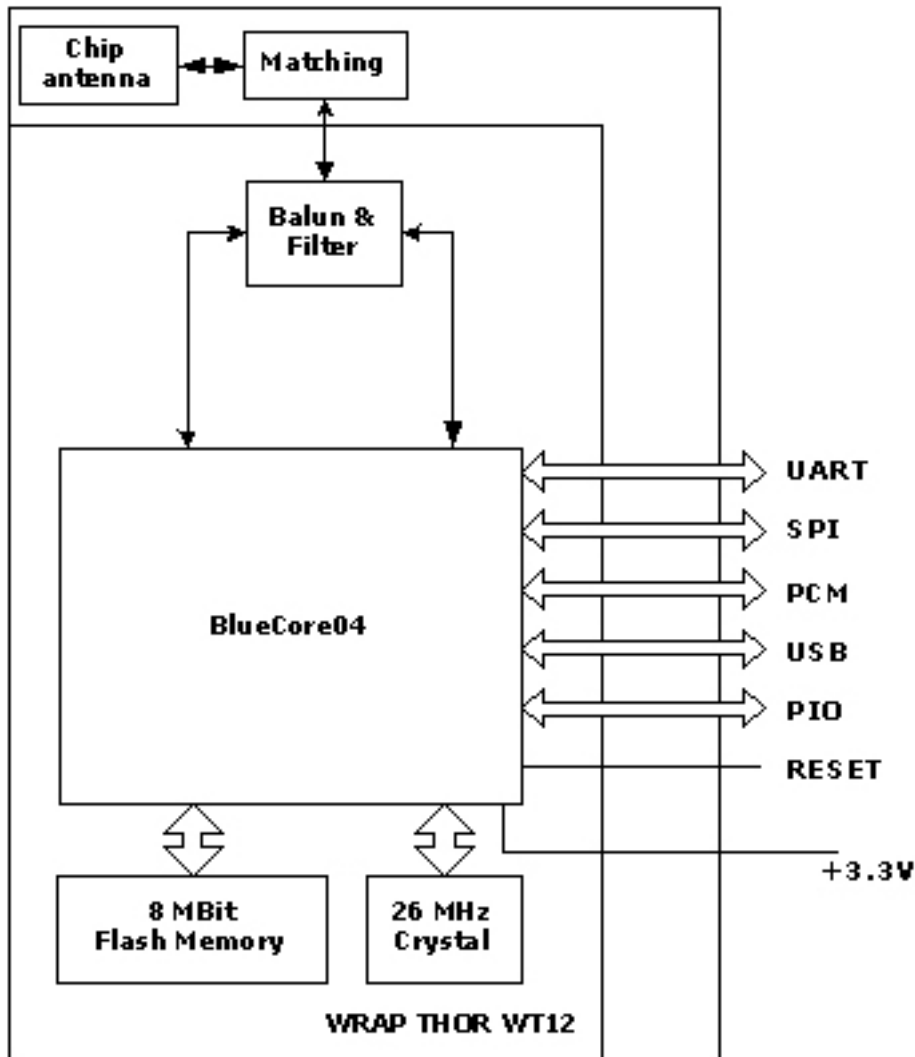 Chip
antenna
Matching
Balun &
Filter
BlueCore04
UART
SPI
PCM
USB
PIO
RESET
+3.3V
8 MBit
Flash Memory
26 MHz
Crystal
WRAP THOR WT12